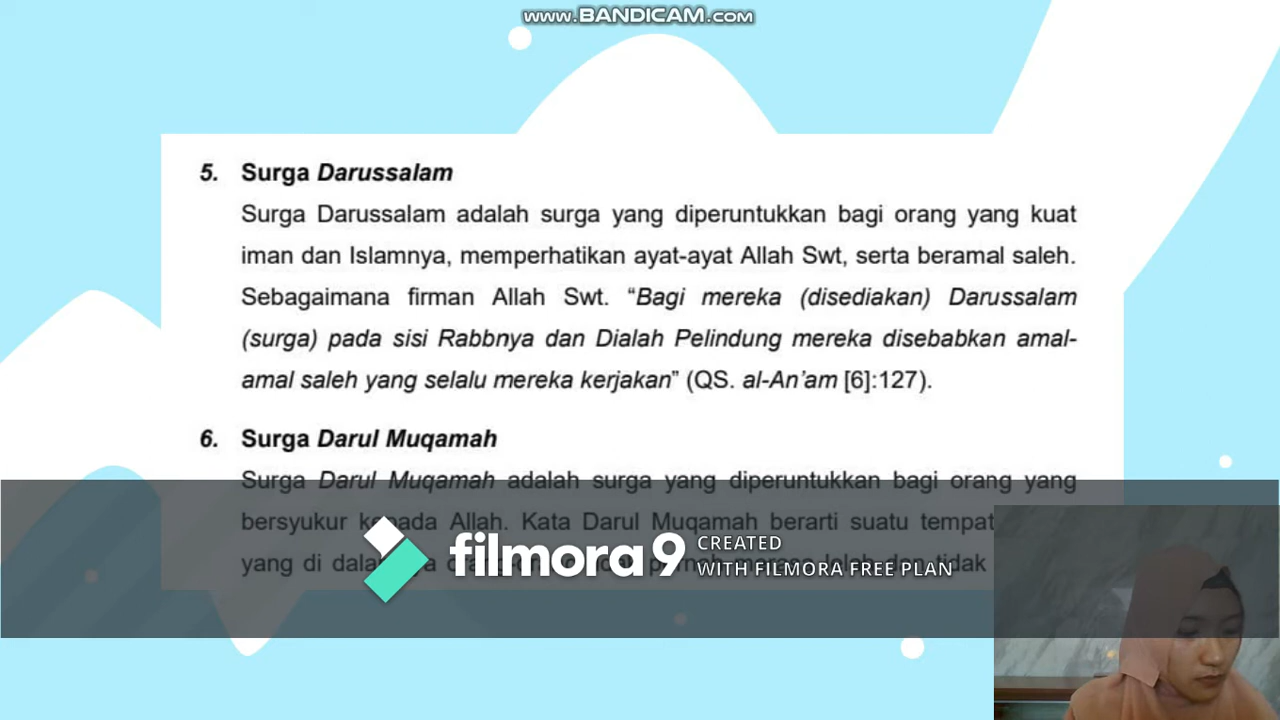 www.BANDICAM.com
5. Surga Darussalam
Surga Darussalam adalah surga yang diperuntukkan bagi orang yang kuat
iman dan Islamnya, memperhatikan ayat-ayat Allah Swt, serta beramal saleh.
Sebagaimana firman Allah Swt. “Bagi mereka (disediakan) Darussalam
(surga) pada sisi Rabbnya dan Dialah Pelindung mereka disebabkan amal-
amal saleh yang selalu mereka kerjakan” (QS. al-An’am [6]:127).
6. Surga Darul Muqamah
Surga Darul Muqamah adalah surga yang diperuntukkan bagi orang yang
bersyukur kepada Allah. Kata Darul Muqamah berarti suatu tempat
yang di tidak
filmora9 CREATED
WITH FILMORA FREE PLAN